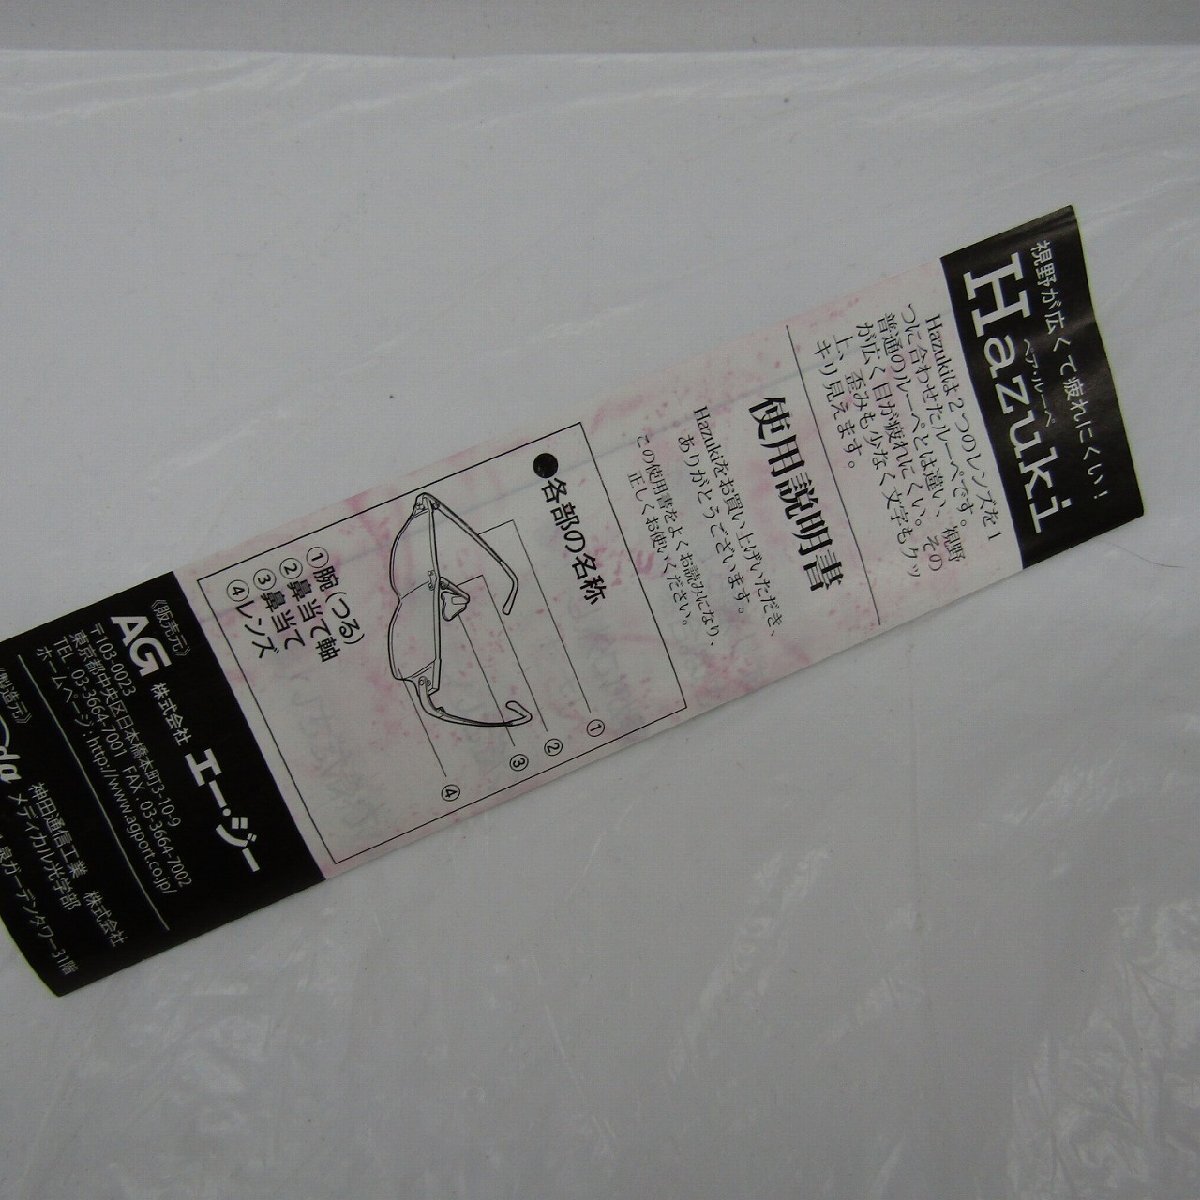 視野が広くて疲れにくい！
ペア・ルーペ
Hazuki
Hazukiは2つのレンズを1
つに合わせたルーペです。
普通のルーペとは違い、視野
が広く目が疲れにくい。その
上、歪みも少なく文字もクッ
キリ見えます。
使用説明書
Hazukiをお買い上げいただき、
ありがとうございます。
この使用書をよくお読みになり、
正しくお使いください。
●各部の名称
①
②
③
④
①腕(つる)
②鼻当て軸
③鼻当て
④レンズ
《販売元》
AG 株式会社 エー・ジー
〒103-0023
東京都中央区日本橋本町3-10-9
TEL．03-3664-7001 FAX．03-3664-7002
ホームページ：http://www.agport.co.jp/
《製造元》
神田通信工業 株式会社
メディカル光学部
泉ガーデンタワー31階